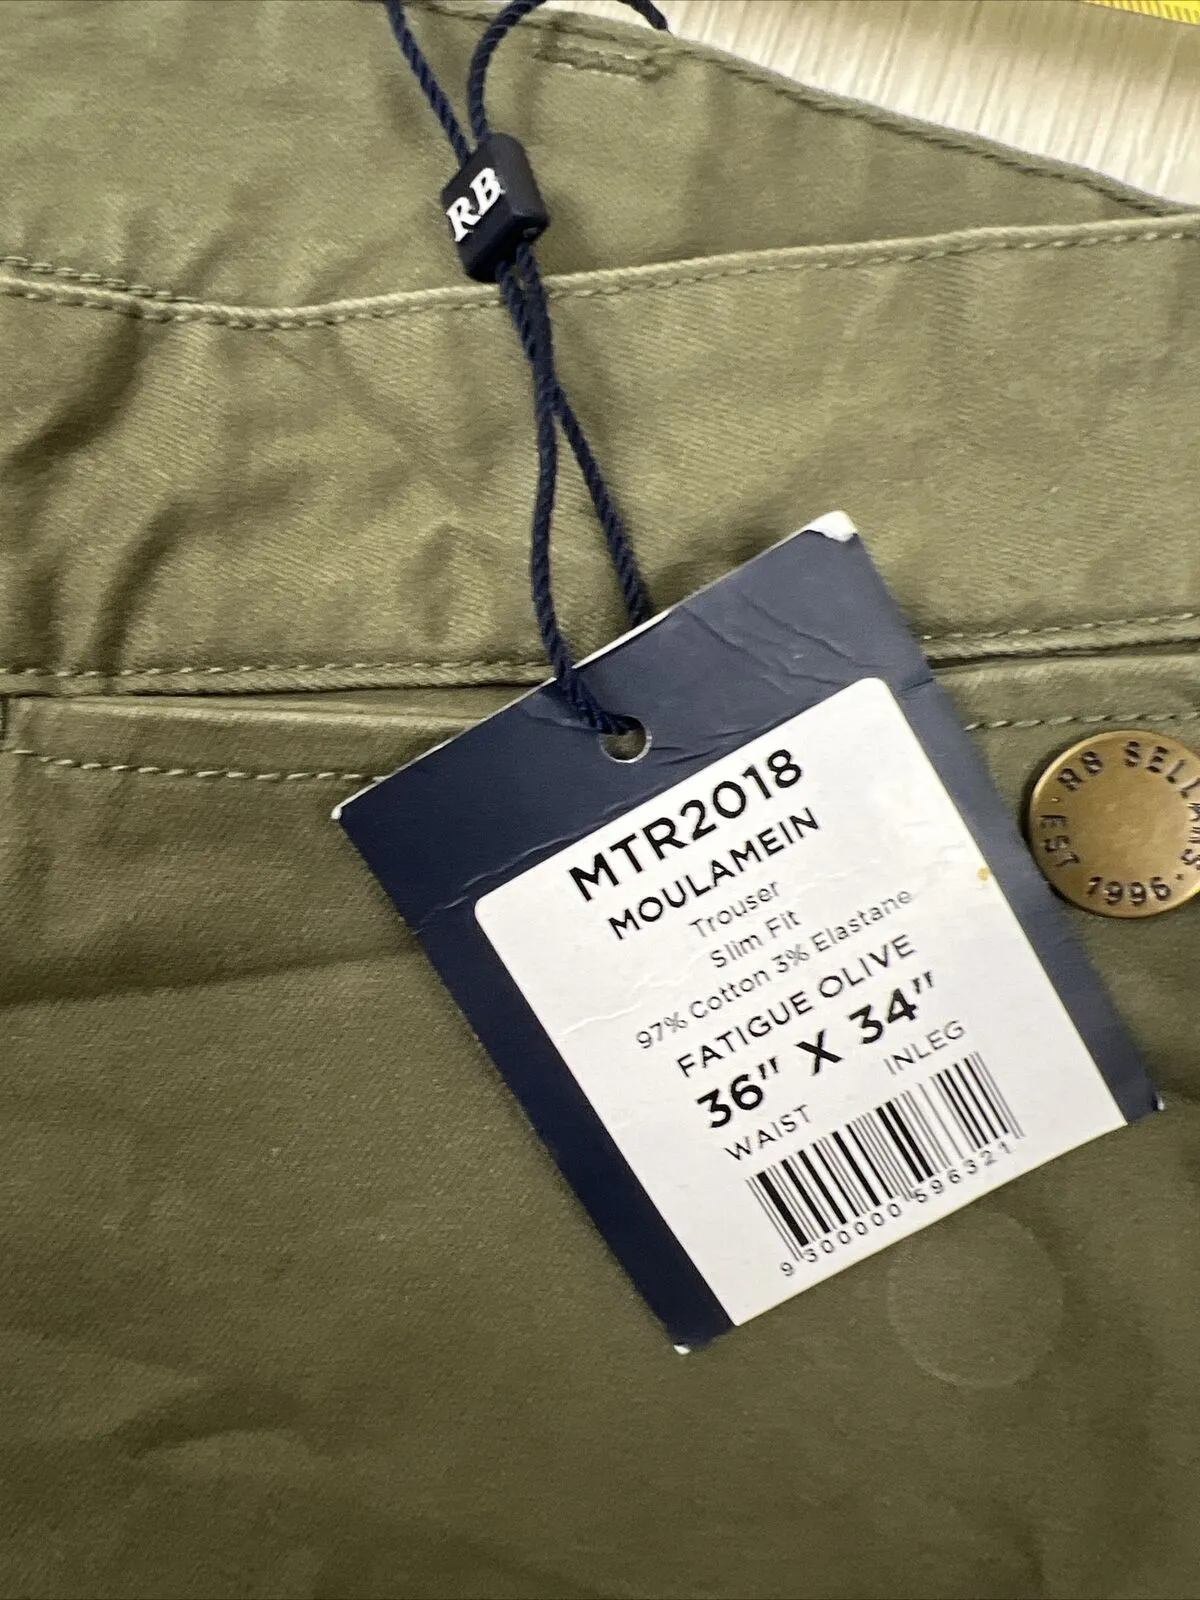 RB
MTR2018
MOULAMEIN
Trouser
Slim Fit
97% Cotton 3% Elastane
FATIGUE OLIVE
36" X 34"
WAIST INLEG
9 300000 596321
RB SELLARS
EST 1996